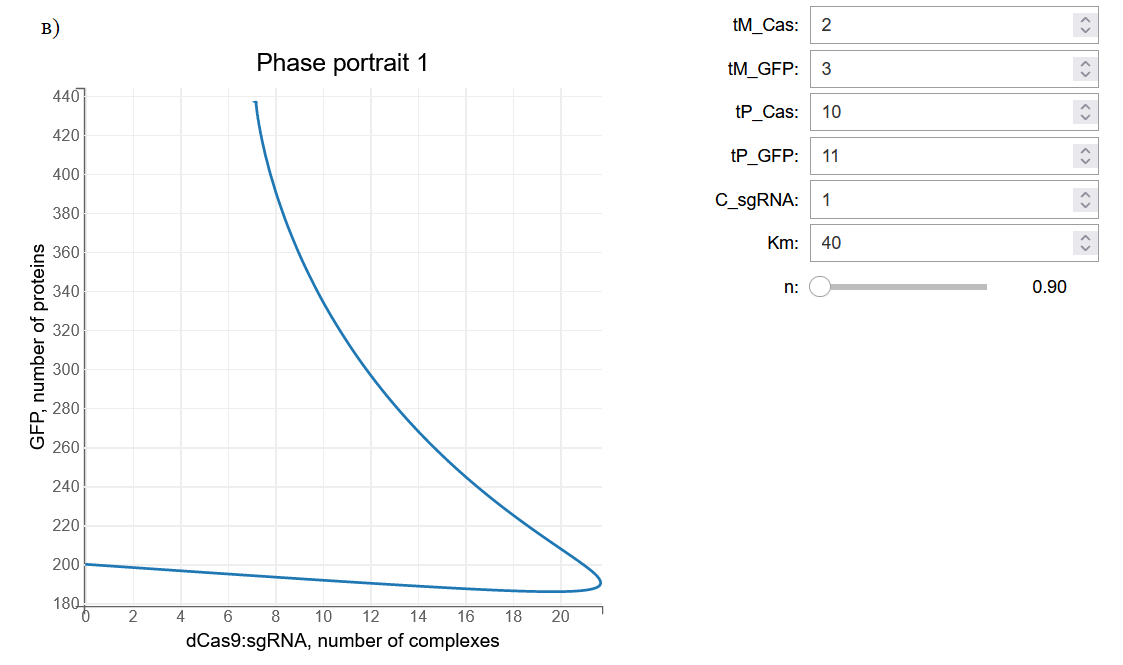 в)
Phase portrait 1
440
420
400
380
360
340
320
300
280
260
240
220
200
180
GFP, number of proteins
0 2 4 6 8 10 12 14 16 18 20
dCas9:sgRNA, number of complexes
tM_Cas: 2
tM_GFP: 3
tP_Cas: 10
tP_GFP: 11
C_sgRNA: 1
Km: 40
n: 0.90